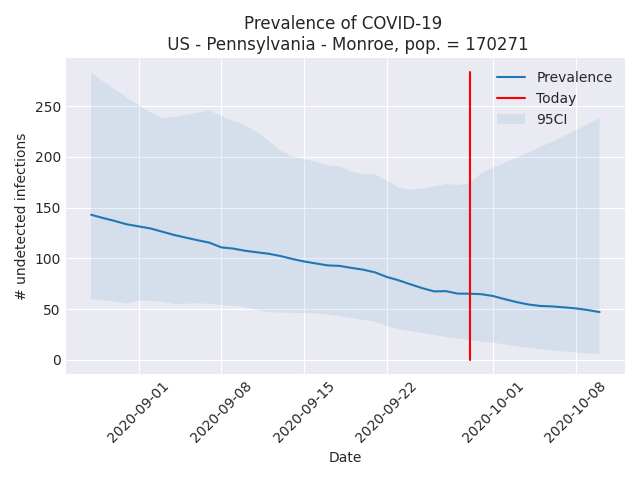 Prevalence of COVID-19
US - Pennsylvania - Monroe, pop. = 170271
Prevalence
Today
95CI
# undetected infections
250
200
150
100
50
0
2020-09-01
2020-09-08
2020-09-15
2020-09-22
2020-10-01
2020-10-08
Date